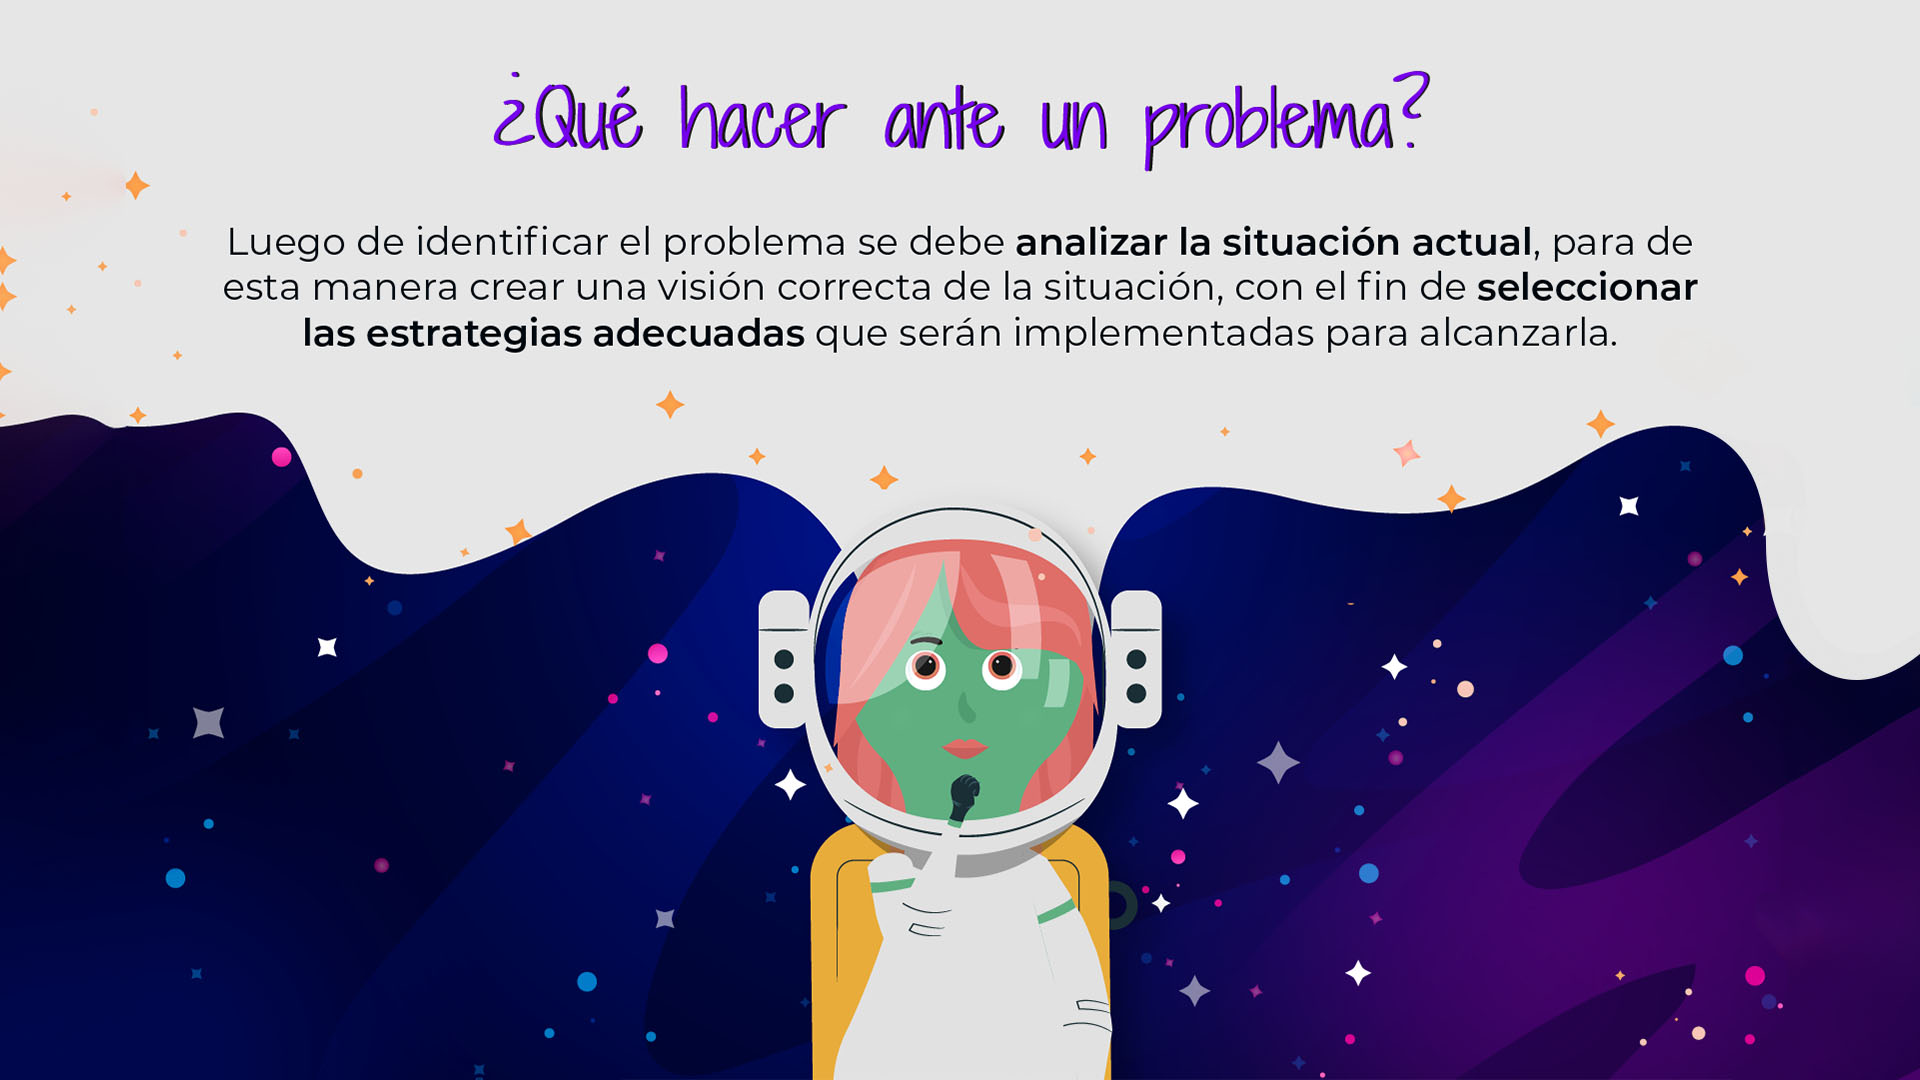 ¿Qué hacer ante un problema?
Luego de identificar el problema se debe analizar la situación actual, para de
esta manera crear una visión correcta de la situación, con el fin de seleccionar
las estrategias adecuadas que serán implementadas para alcanzarla.